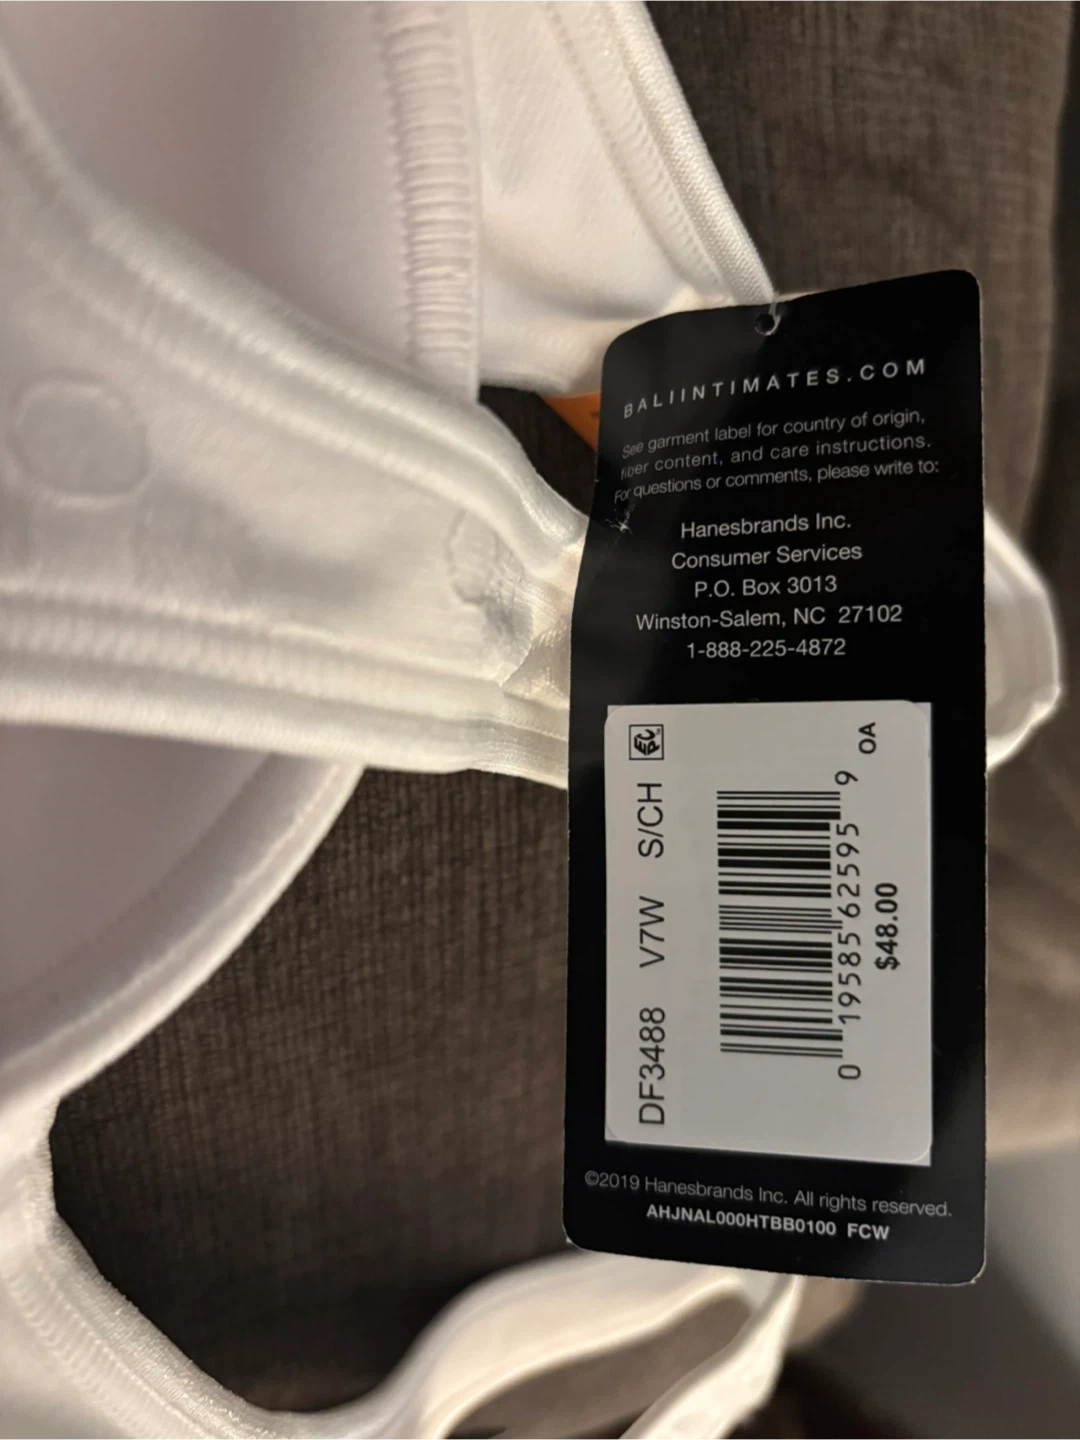 BALIINTIMATES.COM
See garment label for country of origin,
fiber content, and care instructions.
For questions or comments, please write to:
Hanesbrands Inc.
Consumer Services
P.O. Box 3013
Winston-Salem, NC 27102
1-888-225-4872
DF3488 V7W S/CH
0 19585 62595 9 OA
$48.00
©2019 Hanesbrands Inc. All rights reserved.
AHJNAL000HTBB0100 FCW